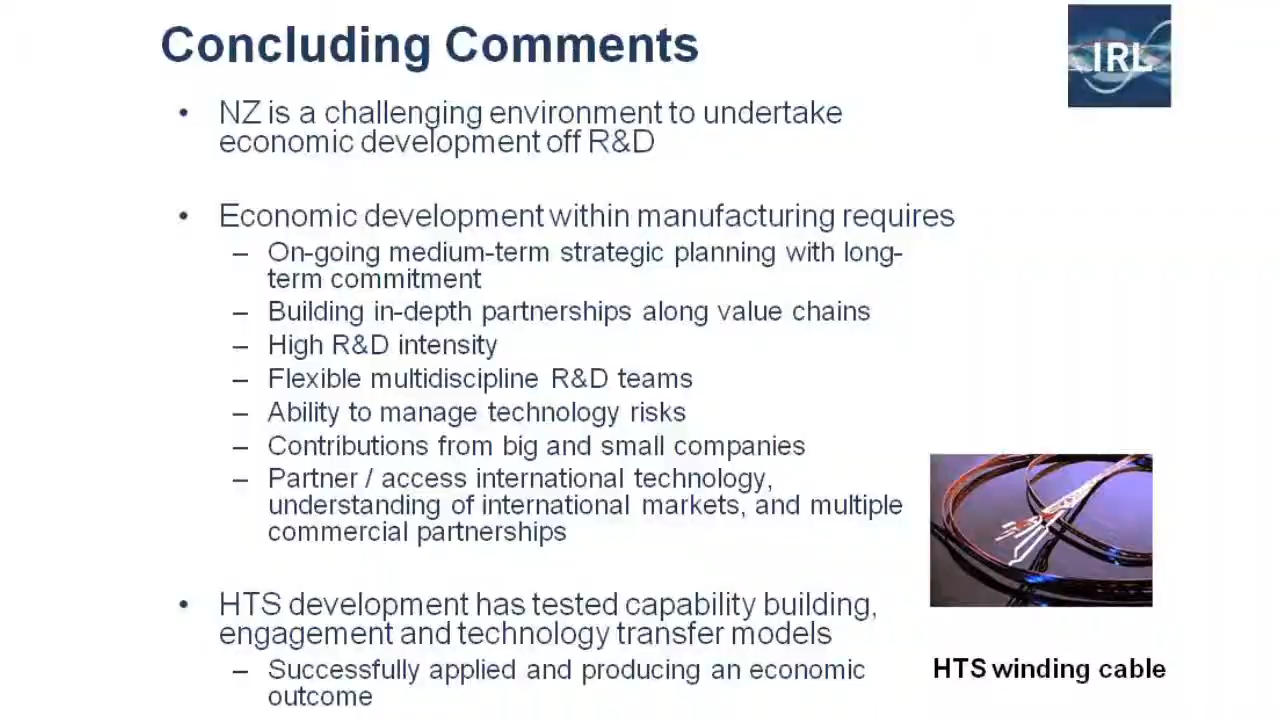 Concluding Comments
IRL
• NZ is a challenging environment to undertake
economic development off R&D
• Economic development within manufacturing requires
– On-going medium-term strategic planning with long-
term commitment
– Building in-depth partnerships along value chains
– High R&D intensity
– Flexible multidiscipline R&D teams
– Ability to manage technology risks
– Contributions from big and small companies
– Partner / access international technology,
understanding of international markets, and multiple
commercial partnerships
• HTS development has tested capability building,
engagement and technology transfer models
– Successfully applied and producing an economic
outcome
HTS winding cable